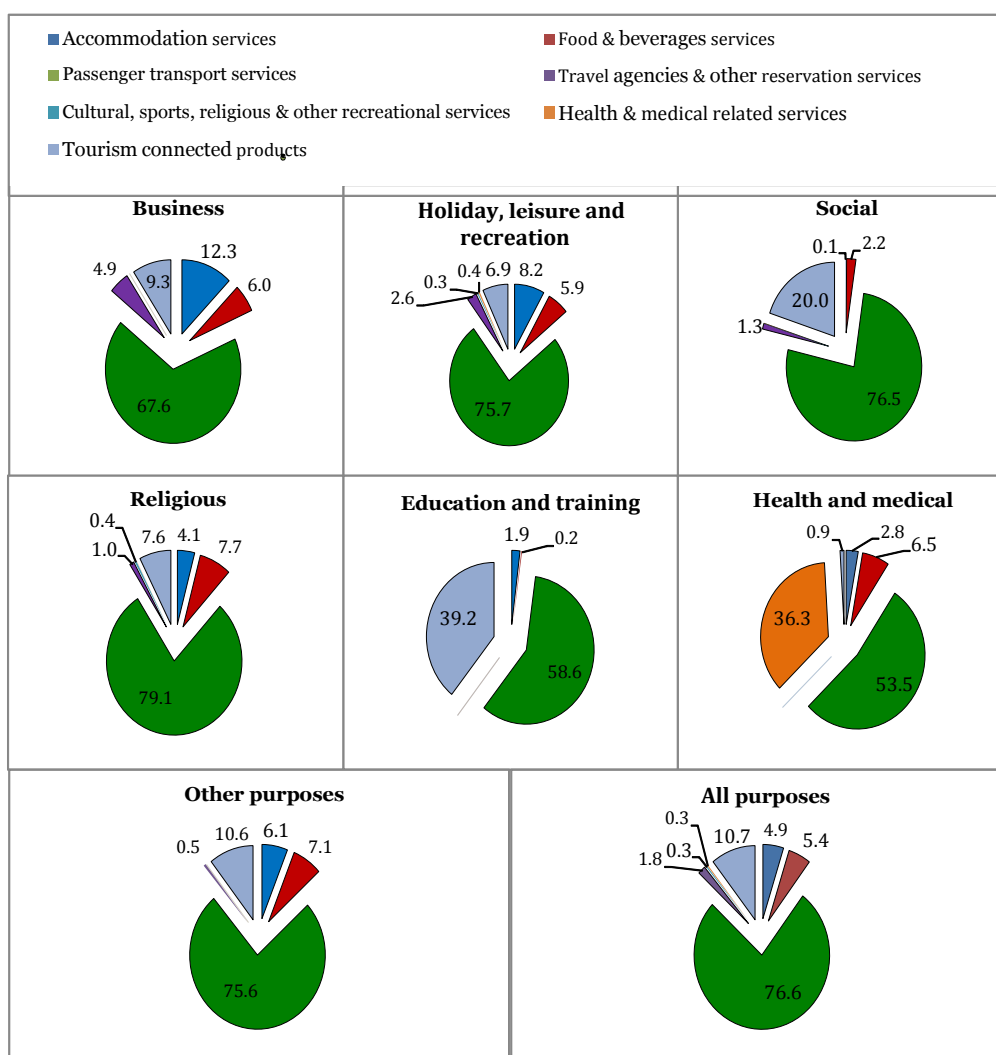 Accommodation services
Food & beverages services
Passenger transport services
Travel agencies & other reservation services
Cultural, sports, religious & other recreational services
Health & medical related services
Tourism connected products
Business
4.9
9.3
12.3
6.0
67.6
Holiday, leisure and
recreation
2.6
0.3
0.4
6.9
8.2
5.9
75.7
Social
0.1
2.2
20.0
1.3
76.5
Religious
0.4
1.0
7.6
4.1
7.7
79.1
Education and training
1.9
0.2
39.2
58.6
Health and medical
0.9
2.8
6.5
36.3
53.5
Other purposes
0.5
10.6
6.1
7.1
75.6
All purposes
0.3
0.3
1.8
10.7
4.9
5.4
76.6